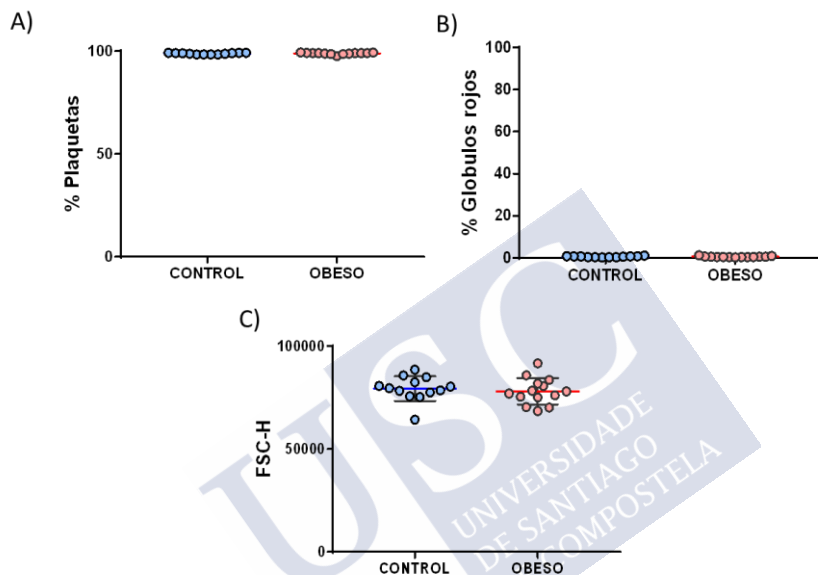 A)
100
50
0
% Plaquetas
CONTROL
OBESO
B)
100
80
60
40
20
0
% Globulos rojos
CONTROL
OBESO
C)
100000
50000
0
FSC-H
CONTROL
OBESO
USC
UNIVERSIDADE
DE SANTIAGO
COMPOSTELA